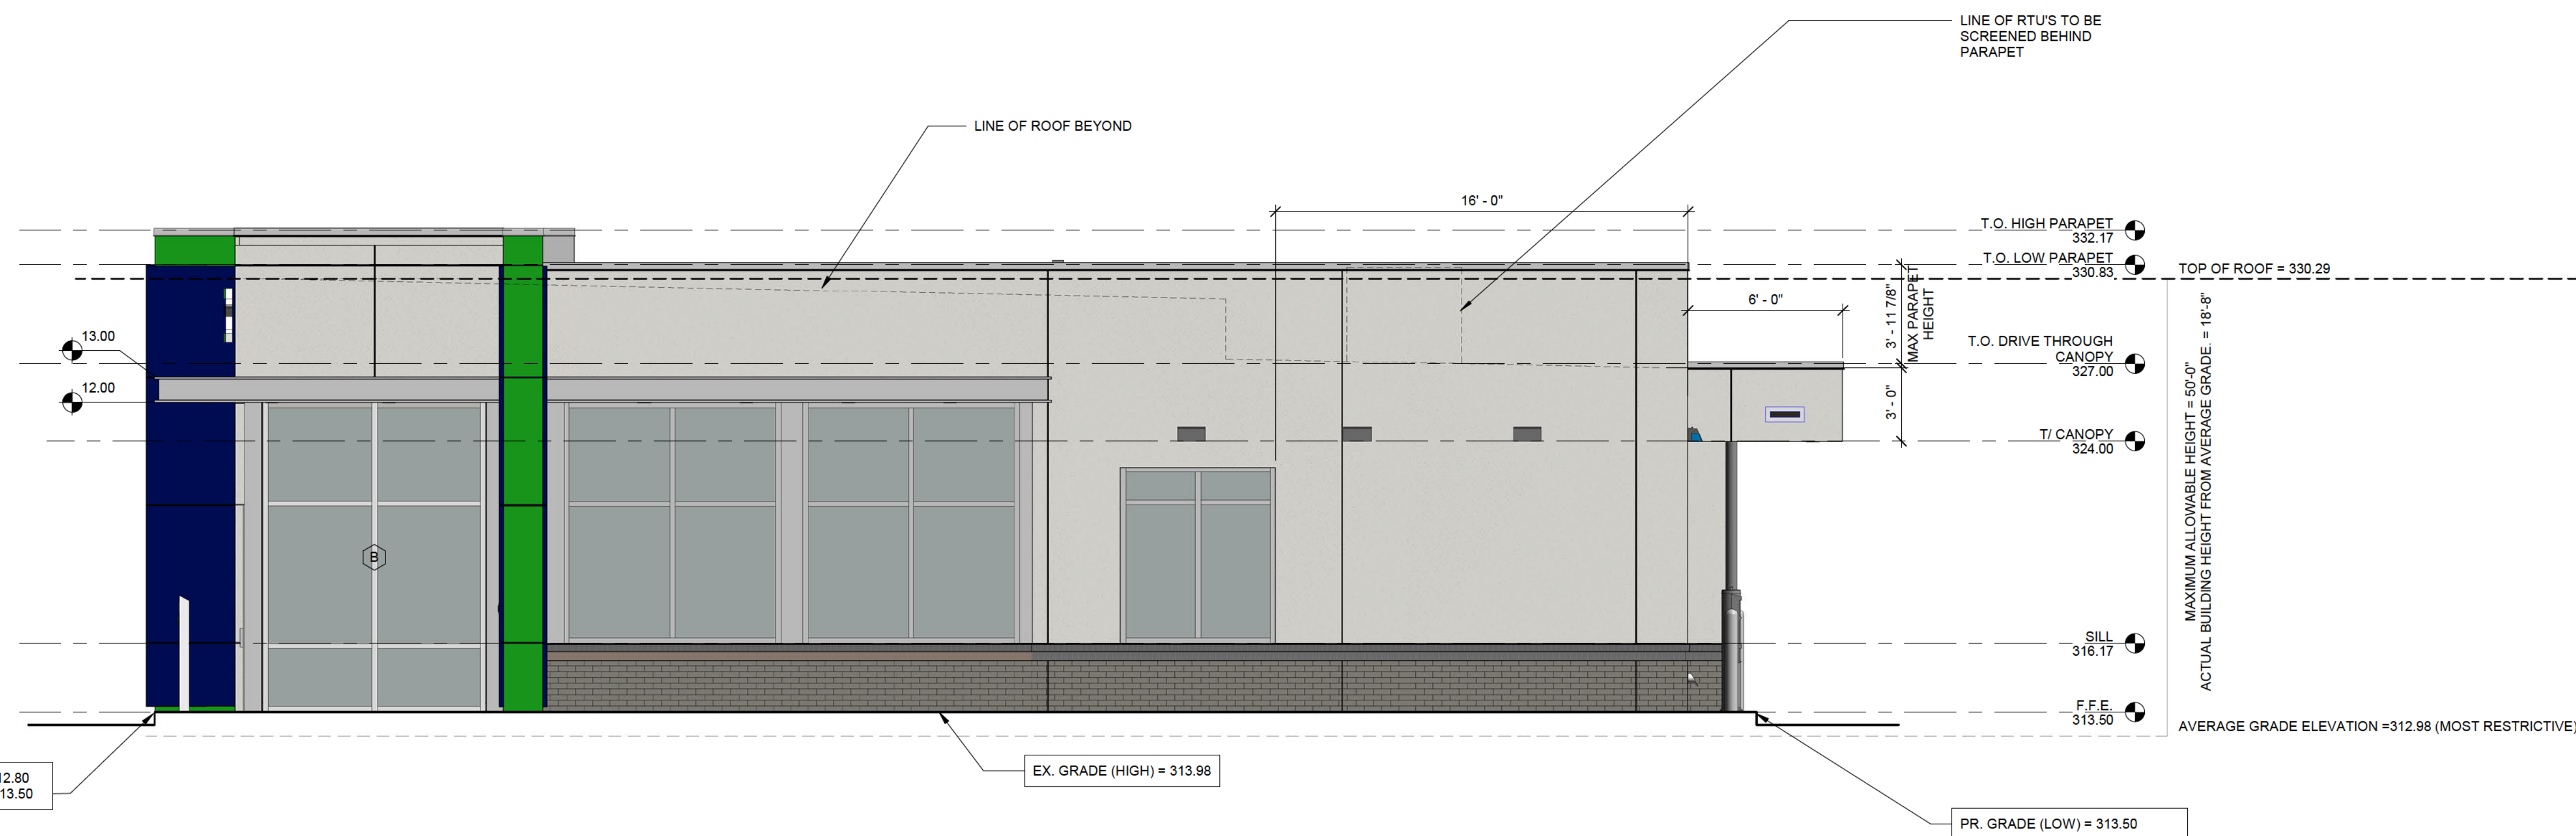 LINE OF RTU'S TO BE
SCREENED BEHIND
PARAPET
LINE OF ROOF BEYOND
16' - 0"
T.O. HIGH PARAPET
332.17
T.O. LOW PARAPET
330.83
TOP OF ROOF = 330.29
6' - 0"
3' - 11 7/8"
MAX PARAPET
HEIGHT
13.00
T.O. DRIVE THROUGH
CANOPY
327.00
12.00
3' - 0"
T/ CANOPY
324.00
MAXIMUM ALLOWABLE HEIGHT = 50'-0"
ACTUAL BUILDING HEIGHT FROM AVERAGE GRADE. = 18'-8"
B
SILL
316.17
F.F.E.
313.50
AVERAGE GRADE ELEVATION =312.98 (MOST RESTRICTIVE)
12.80
13.50
EX. GRADE (HIGH) = 313.98
PR. GRADE (LOW) = 313.50